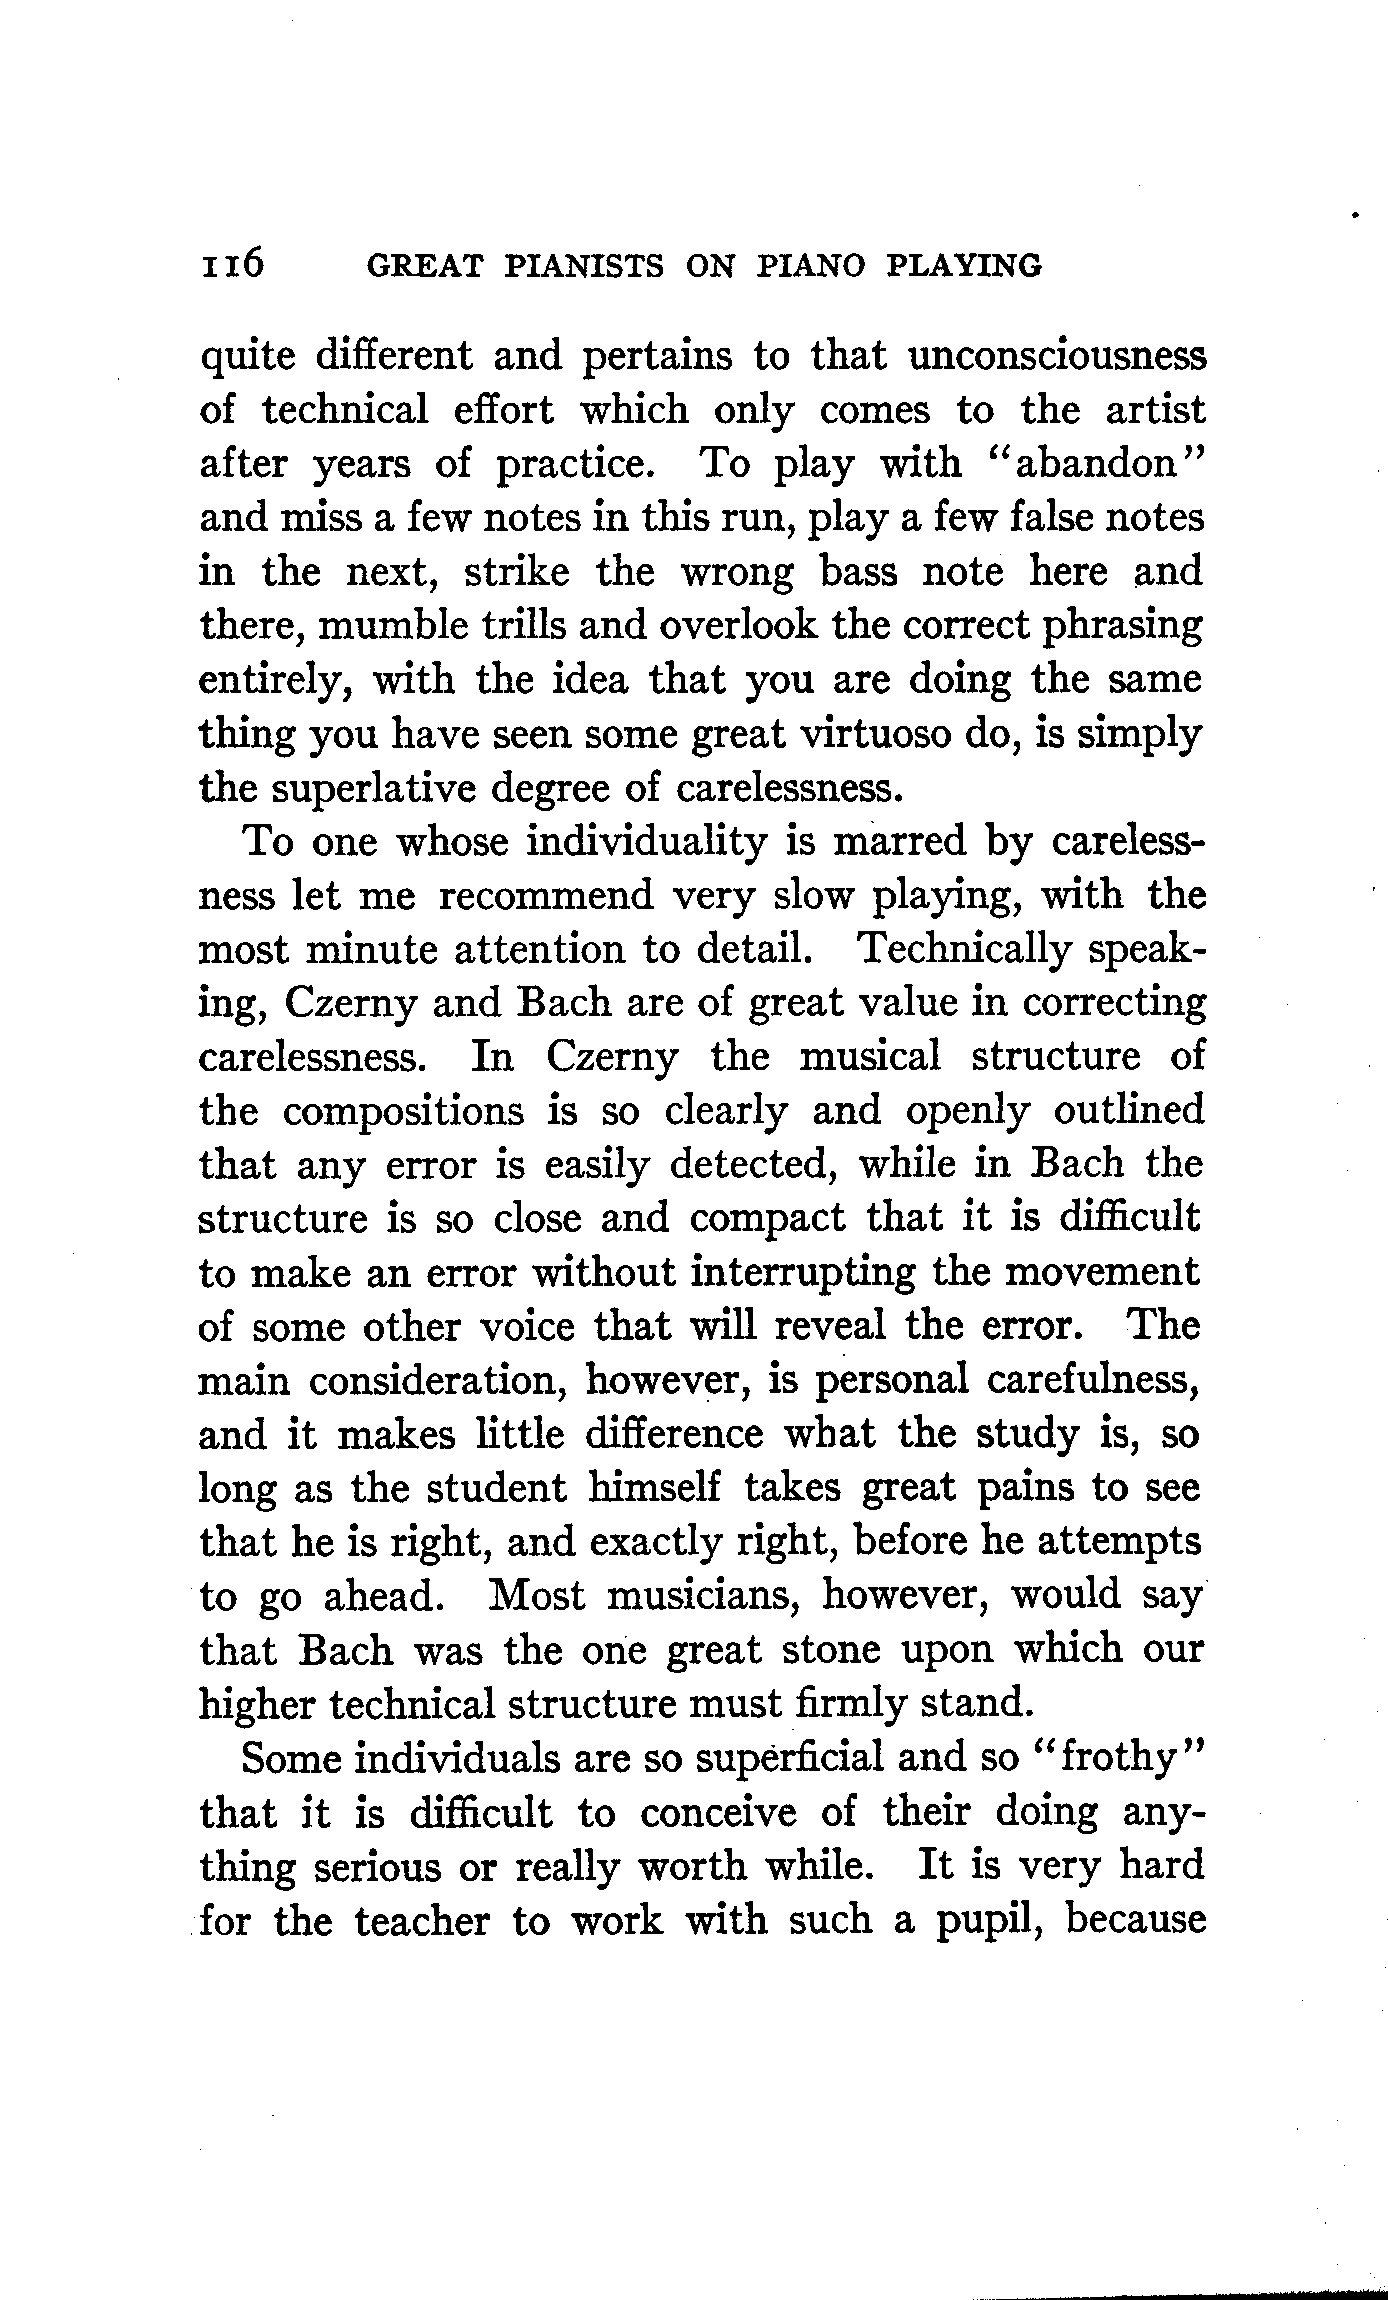 116 GREAT PIANISTS ON PIANO PLAYING
quite different and pertains to that unconsciousness
of technical effort which only comes to the artist
after years of practice. To play with "abandon"
and miss a few notes in this run, play a few false notes
in the next, strike the wrong bass note here and
there, mumble trills and overlook the correct phrasing
entirely, with the idea that you are doing the same
thing you have seen some great virtuoso do, is simply
the superlative degree of carelessness.
To one whose individuality is marred by careless-
ness let me recommend very slow playing, with the
most minute attention to detail. Technically speak-
ing, Czerny and Bach are of great value in correcting
carelessness. In Czerny the musical structure of
the compositions is so clearly and openly outlined
that any error is easily detected, while in Bach the
structure is so close and compact that it is difficult
to make an error without interrupting the movement
of some other voice that will reveal the error. The
main consideration, however, is personal carefulness,
and it makes little difference what the study is, so
long as the student himself takes great pains to see
that he is right, and exactly right, before he attempts
to go ahead. Most musicians, however, would say
that Bach was the one great stone upon which our
higher technical structure must firmly stand.
Some individuals are so superficial and so "frothy"
that it is difficult to conceive of their doing any-
thing serious or really worth while. It is very hard
for the teacher to work with such a pupil, because